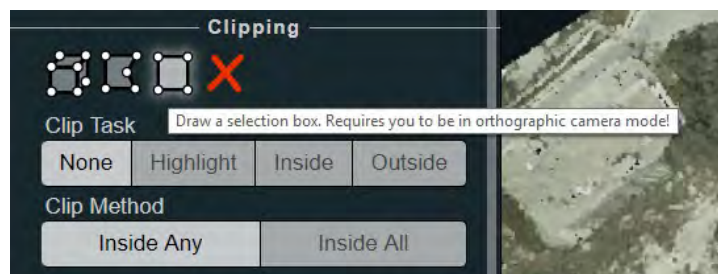 Clipping
Draw a selection box. Requires you to be in orthographic camera mode!
Clip Task
None Highlight Inside Outside
Clip Method
Inside Any Inside All